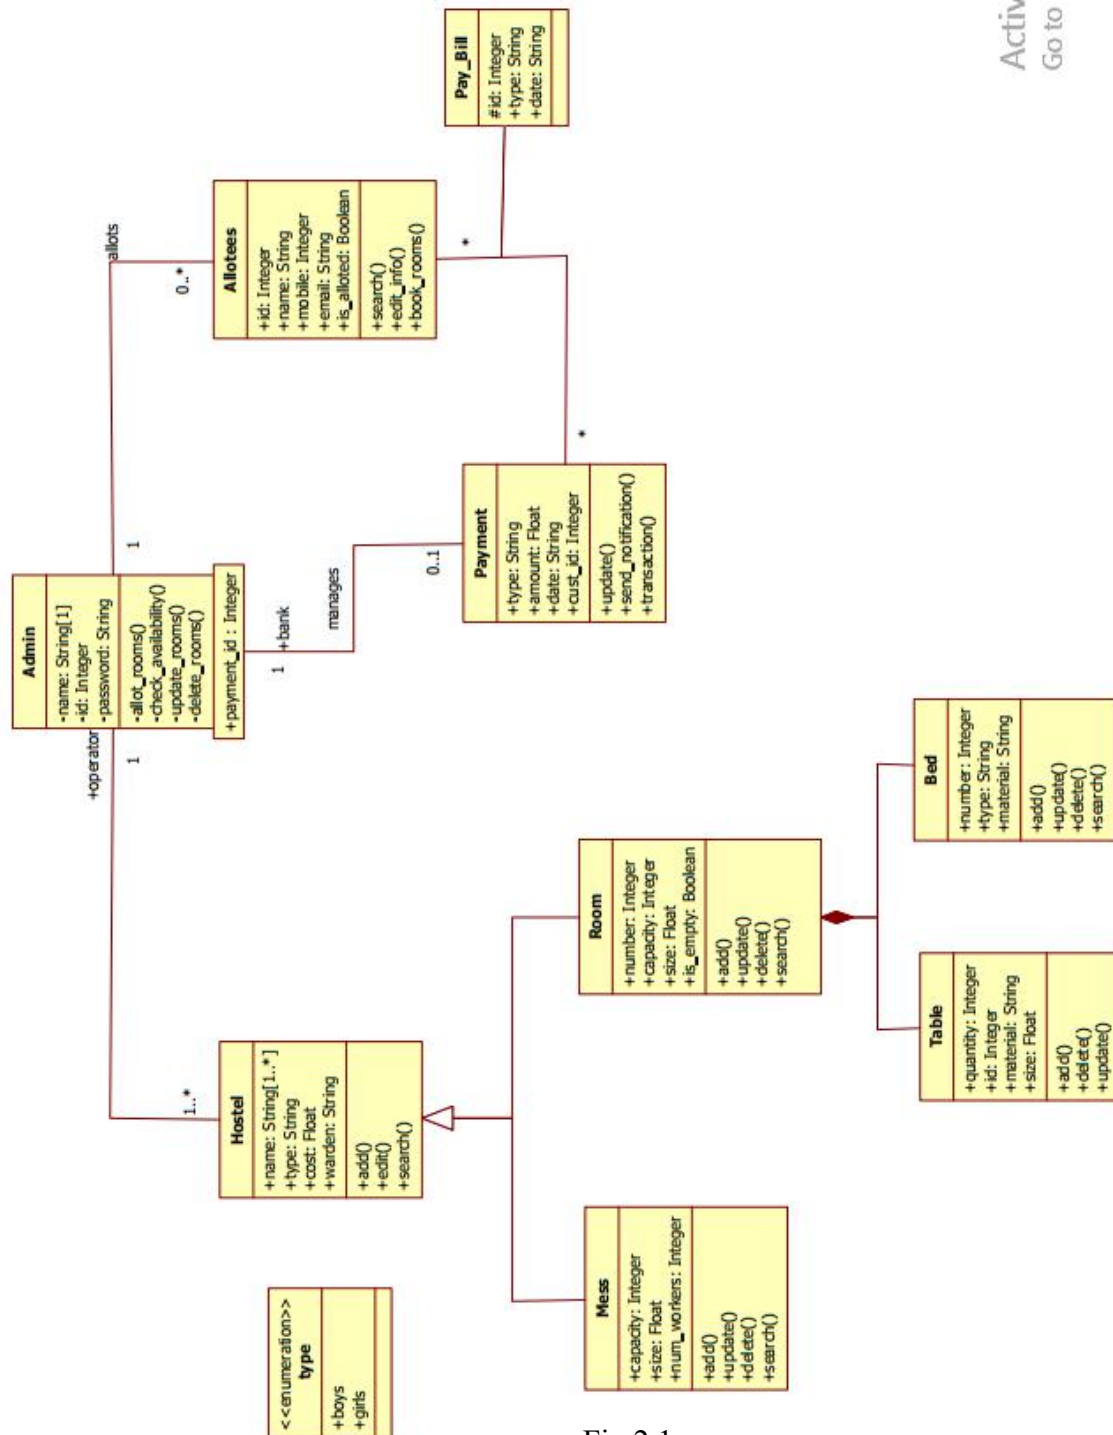 Admin
-name: String[1]
-id: Integer
-password: String
-allot_rooms()
-check_availability()
-update_rooms()
-delete_rooms()
+payment_id : Integer
+operator
1
1..*
1
allots
0..*
1
+bank
manages
0..1
Hostel
+name: String[1..*]
+type: String
+cost: Float
+warden: String
+add()
+edit()
+search()
Allotees
+id: Integer
+name: String
+mobile: Integer
+email: String
+is_alloted: Boolean
+search()
+edit_info()
+book_rooms()
*
*
Pay_Bill
#id: Integer
+type: String
+date: String
<<enumeration>>
type
+boys
+girls
Payment
+type: String
+amount: Float
+date: String
+cust_id: Integer
+update()
+send_notification()
+transaction()
Mess
+capacity: Integer
+size: Float
+num_workers: Integer
+add()
+update()
+delete()
+search()
Room
+number: Integer
+capacity: Integer
+size: Float
+is_empty: Boolean
+add()
+update()
+delete()
+search()
Table
+quantity: Integer
+id: Integer
+material: String
+size: Float
+add()
+delete()
+update()
Bed
+number: Integer
+type: String
+material: String
+add()
+update()
+delete()
+search()
Activ
Go to